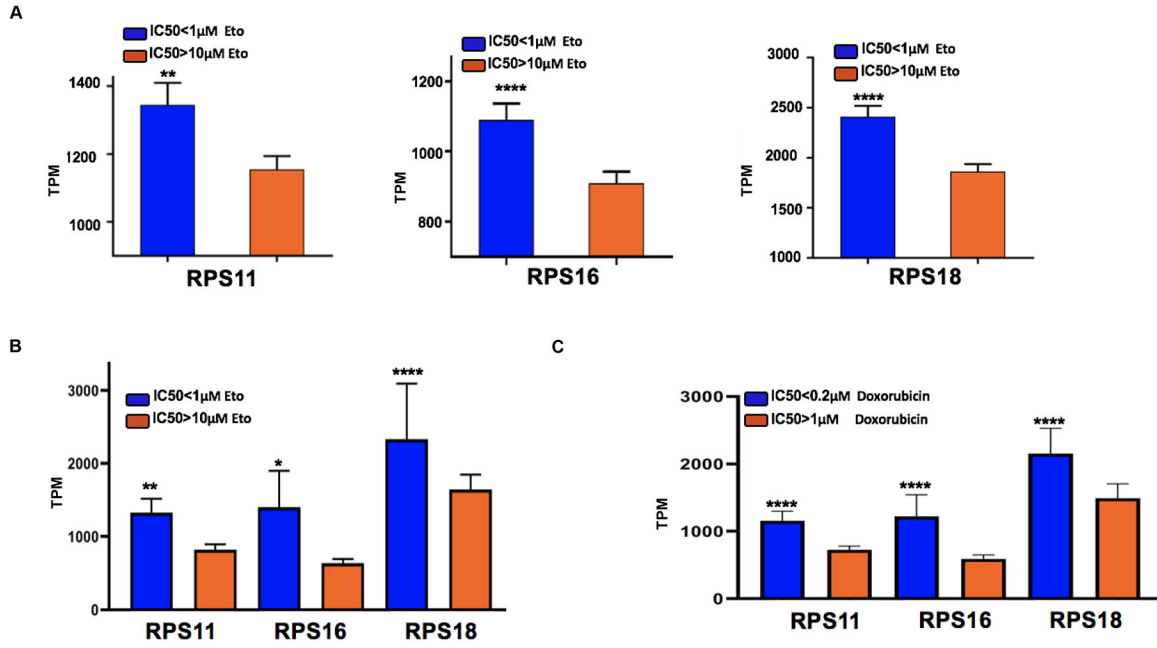 A
IC50<1µM Eto
IC50>10µM Eto
**
1400
1200
1000
TPM
RPS11
IC50<1µM Eto
IC50>10µM Eto
****
1200
1000
800
TPM
RPS16
IC50<1µM Eto
IC50>10µM Eto
****
3000
2500
2000
1500
1000
TPM
RPS18
B
IC50<1µM Eto
IC50>10µM Eto
****
**
*
3000
2000
1000
0
TPM
RPS11 RPS16 RPS18
C
IC50<0.2µM Doxorubicin
IC50>1µM Doxorubicin
****
****
****
3000
2000
1000
0
TPM
RPS11 RPS16 RPS18